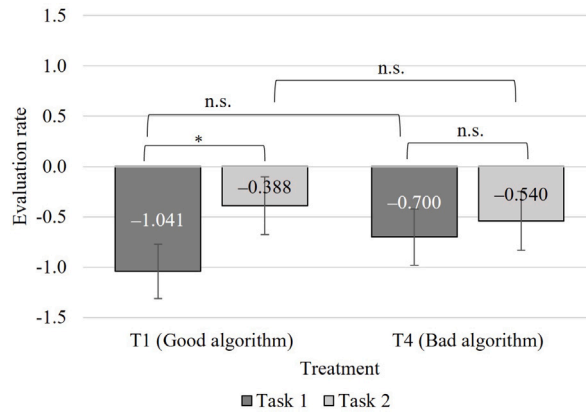 1.5
1.0
0.5
0.0
-0.5
-1.0
-1.5
Evaluation rate
n.s.
n.s.
*
n.s.
–1.041
–0.388
–0.700
–0.540
T1 (Good algorithm)
T4 (Bad algorithm)
Treatment
Task 1
Task 2